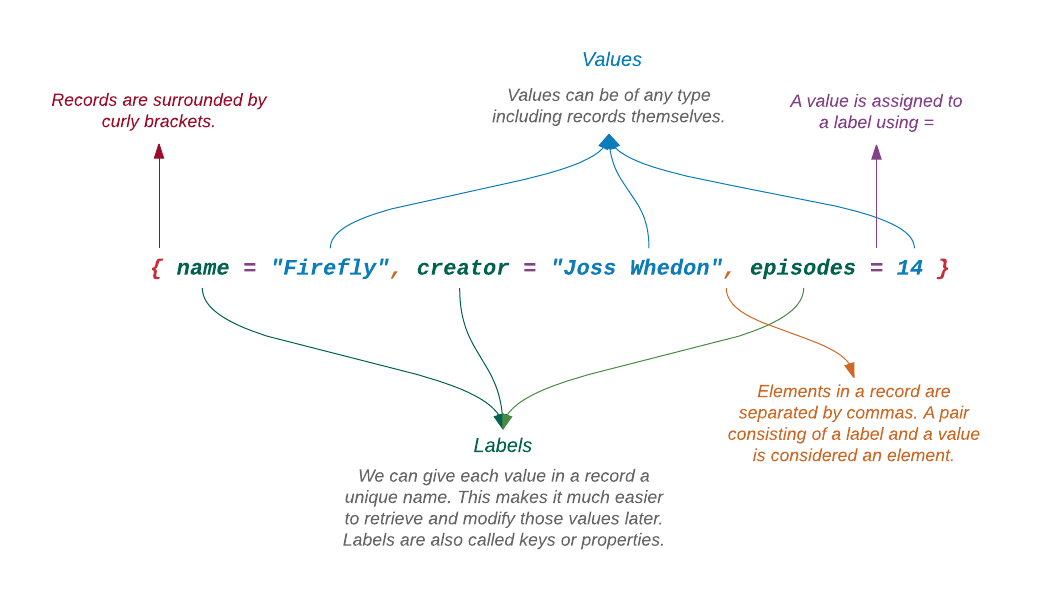 Values
Records are surrounded by
curly brackets.
Values can be of any type
including records themselves.
A value is assigned to
a label using =
{ name = "Firefly", creator = "Joss Whedon", episodes = 14 }
Labels
We can give each value in a record a
unique name. This makes it much easier
to retrieve and modify those values later.
Labels are also called keys or properties.
Elements in a record are
separated by commas. A pair
consisting of a label and a value
is considered an element.